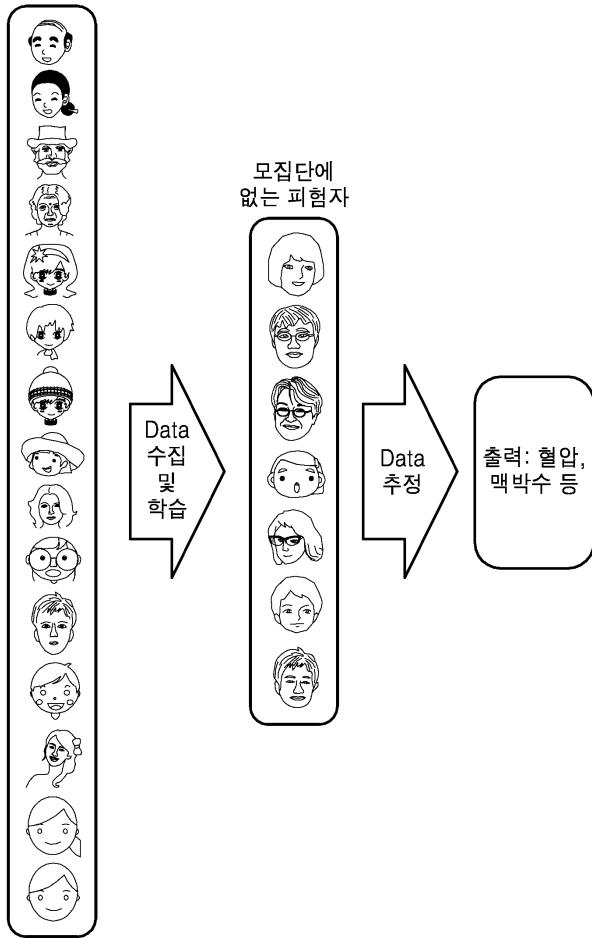 모집단에
없는 피험자
Data
수집
및
학습
Data
추정
출력: 혈압,
맥박수 등